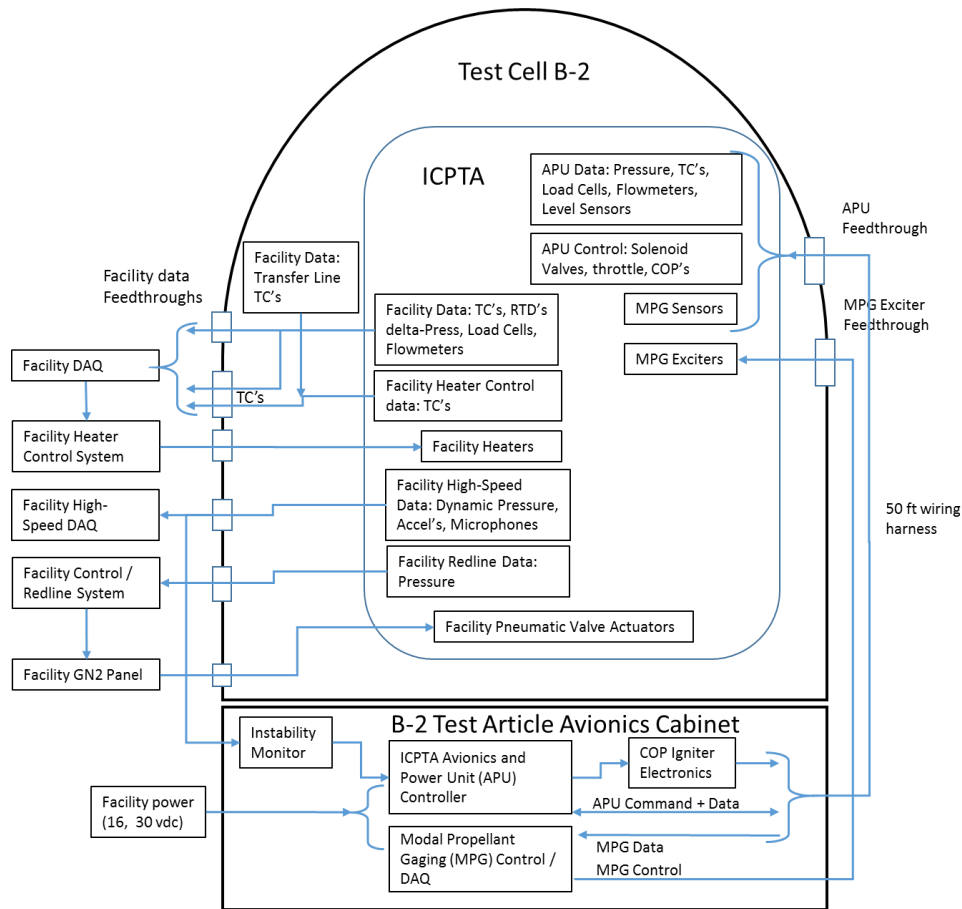 Test Cell B-2
ICPTA
APU Data: Pressure, TC's,
Load Cells, Flowmeters,
Level Sensors
APU
Feedthrough
APU Control: Solenoid
Valves, throttle, COP's
Facility Data:
Transfer Line
TC's
Facility data
Feedthroughs
MPG Sensors
MPG Exciter
Feedthrough
Facility Data: TC's, RTD's
delta-Press, Load Cells,
Flowmeters
MPG Exciters
Facility DAQ
TC's
Facility Heater Control
data: TC's
Facility Heater
Control System
Facility Heaters
Facility High-
Speed DAQ
Facility High-Speed
Data: Dynamic Pressure,
Accel's, Microphones
50 ft wiring
harness
Facility Control /
Redline System
Facility Redline Data:
Pressure
Facility Pneumatic Valve Actuators
Facility GN2 Panel
B-2 Test Article Avionics Cabinet
Instability
Monitor
ICPTA Avionics and
Power Unit (APU)
Controller
COP Igniter
Electronics
Facility power
(16, 30 vdc)
APU Command + Data
Modal Propellant
Gaging (MPG) Control /
DAQ
MPG Data
MPG Control